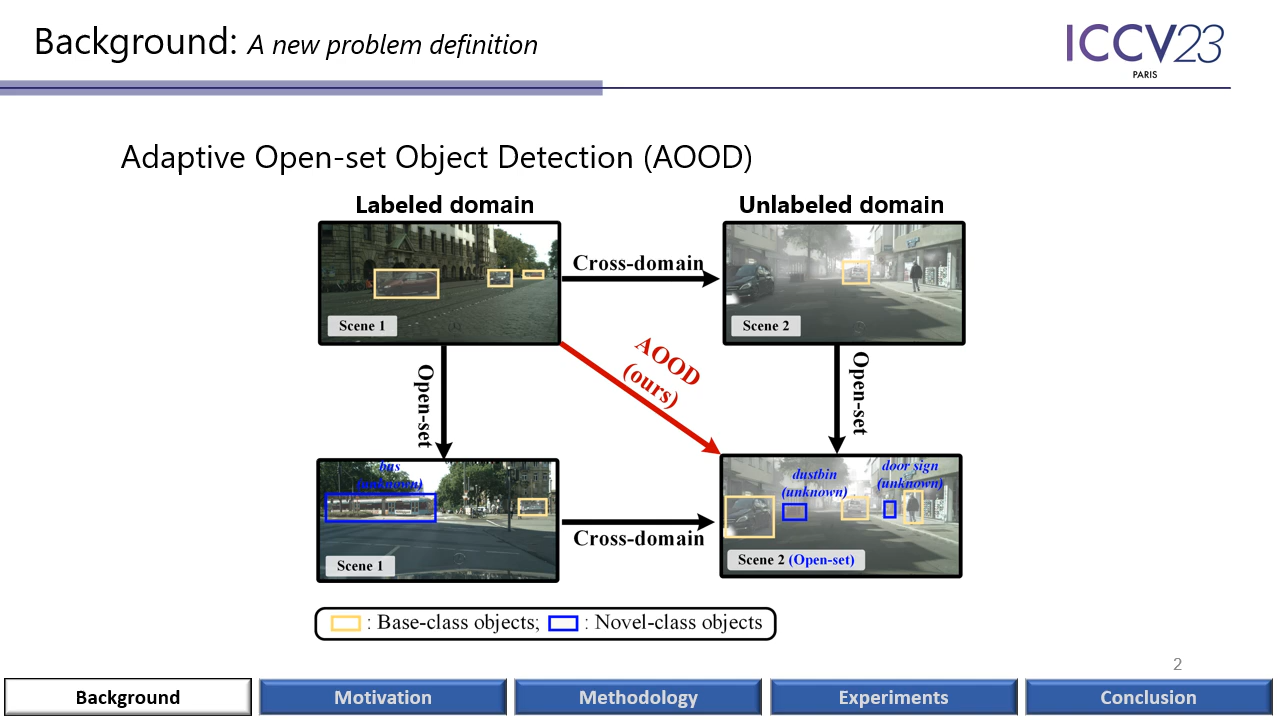 Background: A new problem definition
ICCV23
PARIS
Adaptive Open-set Object Detection (AOOD)
Labeled domain
Unlabeled domain
Cross-domain
Scene 1
Scene 2
AOOD
(ours)
Open-set
Open-set
bus
(unknown)
dustbin
(unknown)
door sign
(unknown)
Cross-domain
Scene 1
Scene 2 (Open-set)
: Base-class objects; : Novel-class objects
2
Background
Motivation
Methodology
Experiments
Conclusion